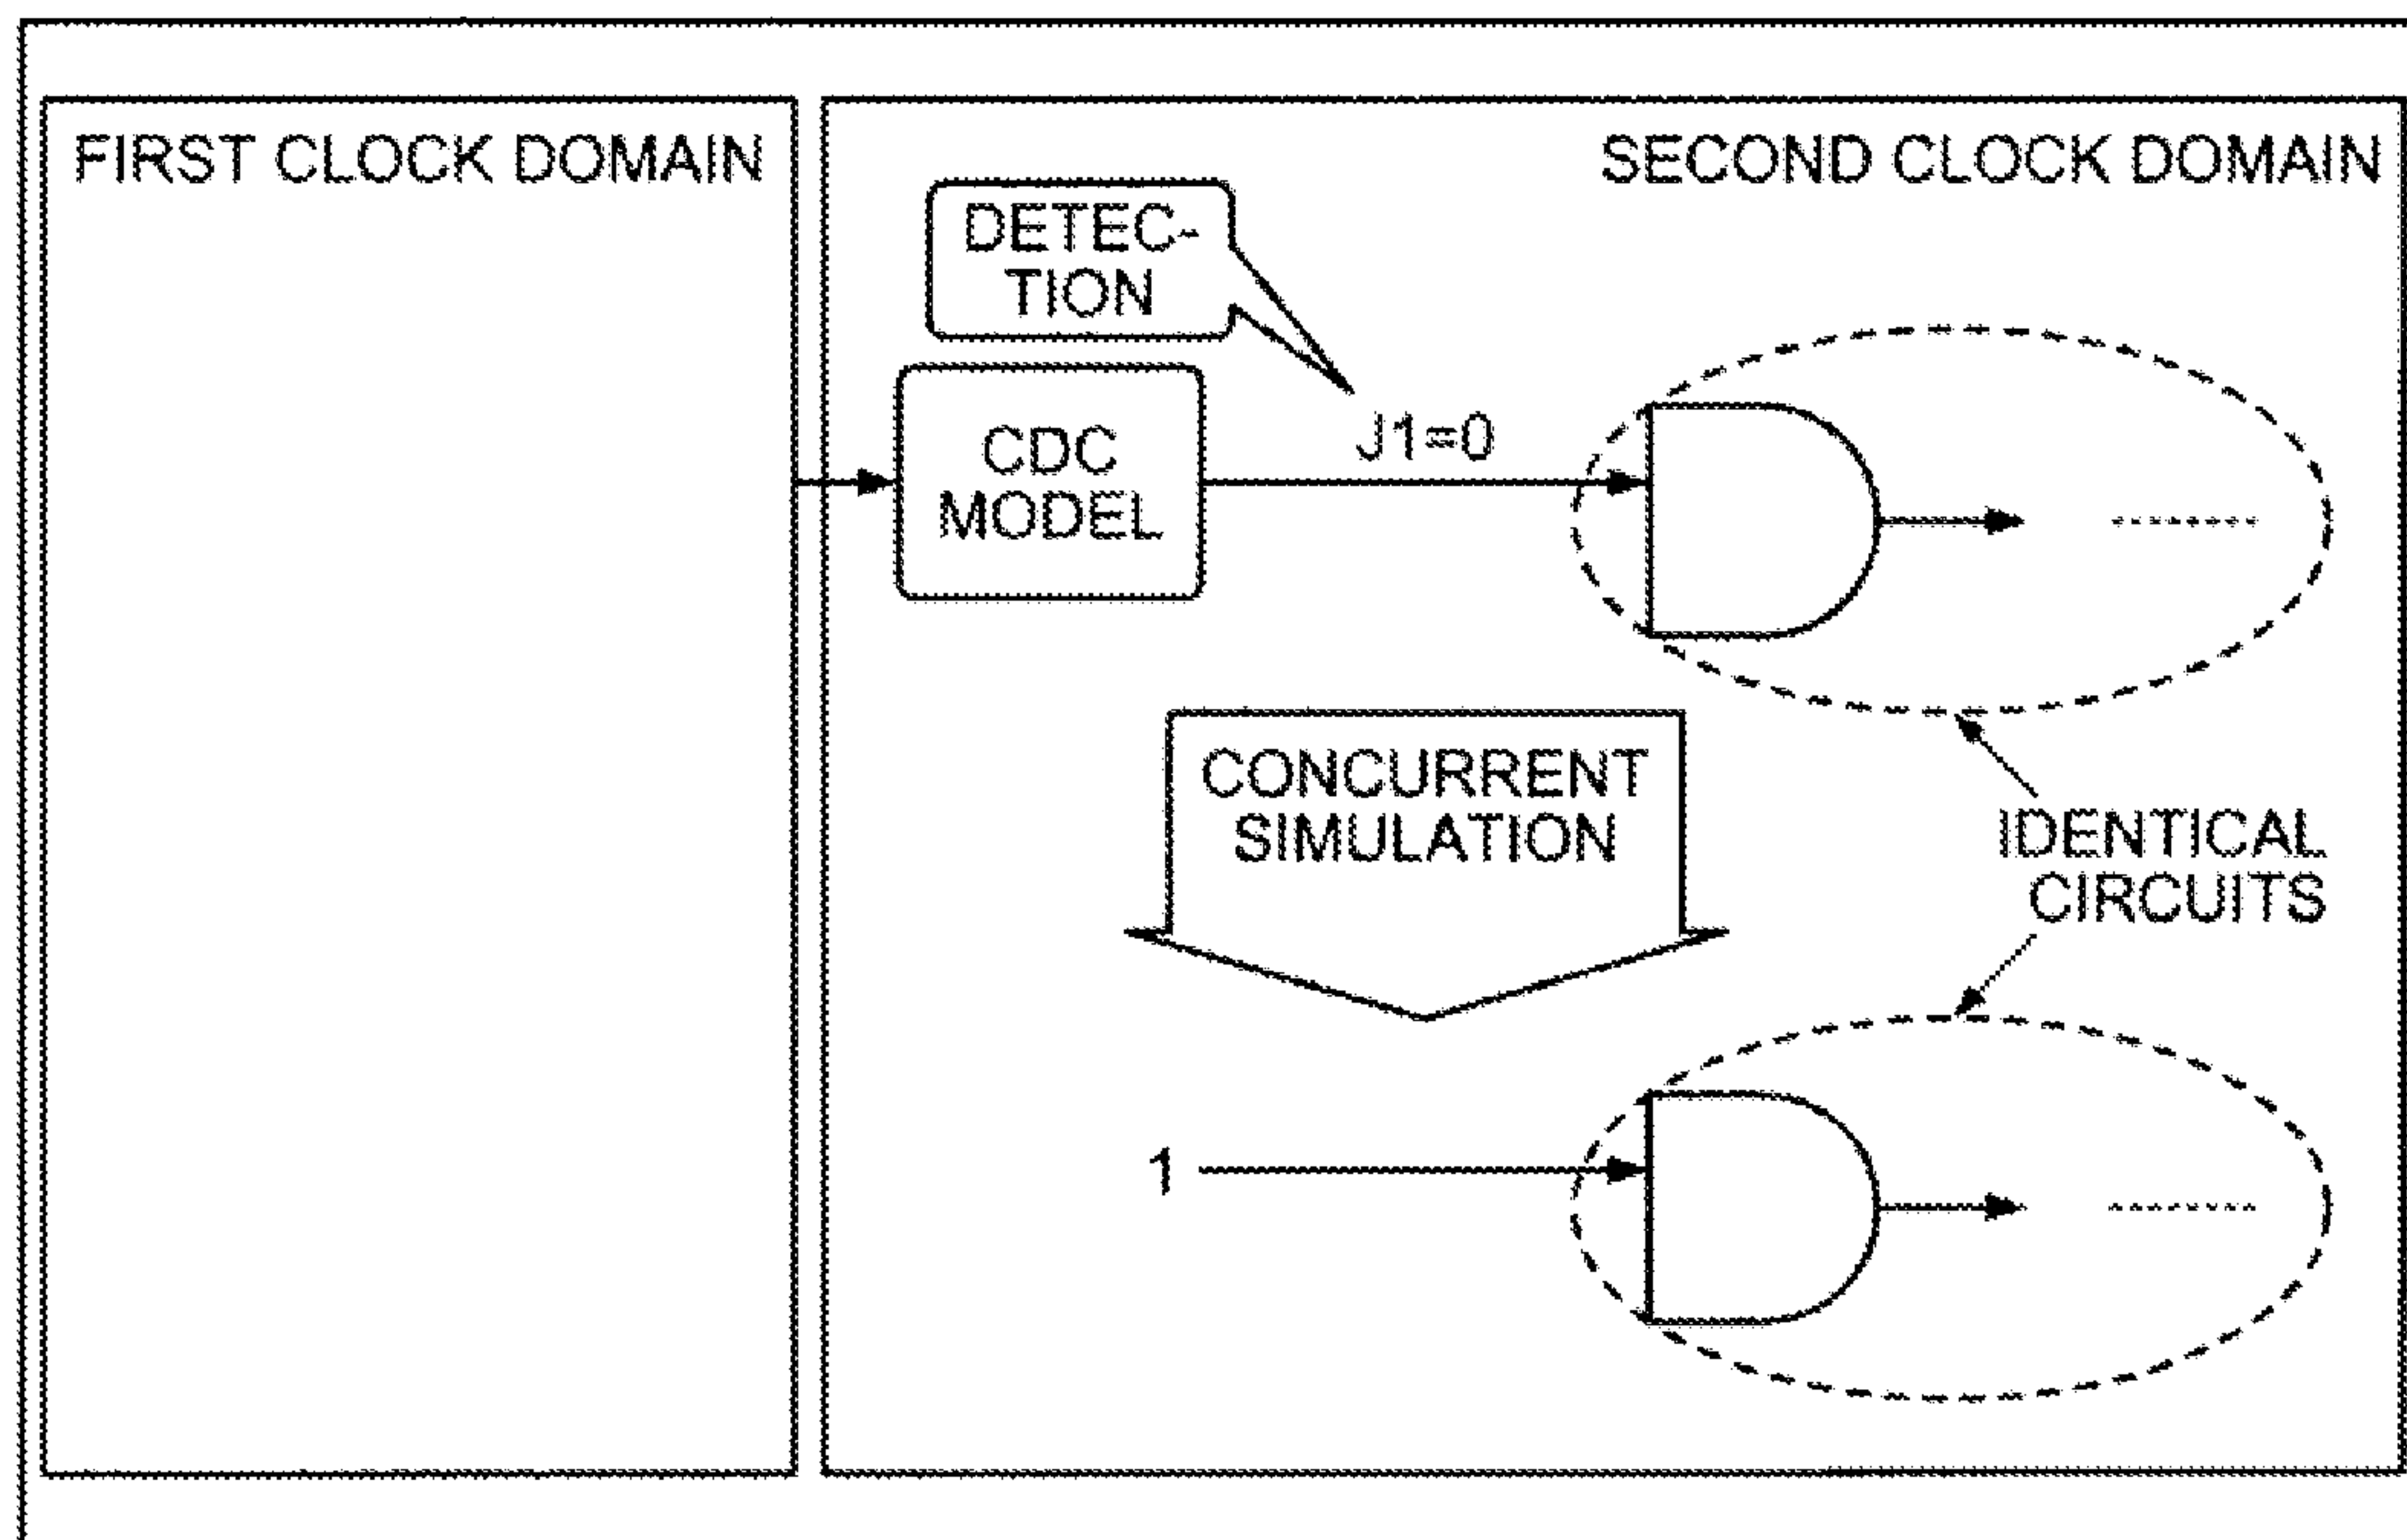 FIRST CLOCK DOMAIN
SECOND CLOCK DOMAIN
DETEC-
TION
CDC
MODEL
J1=0
CONCURRENT
SIMULATION
IDENTICAL
CIRCUITS
1